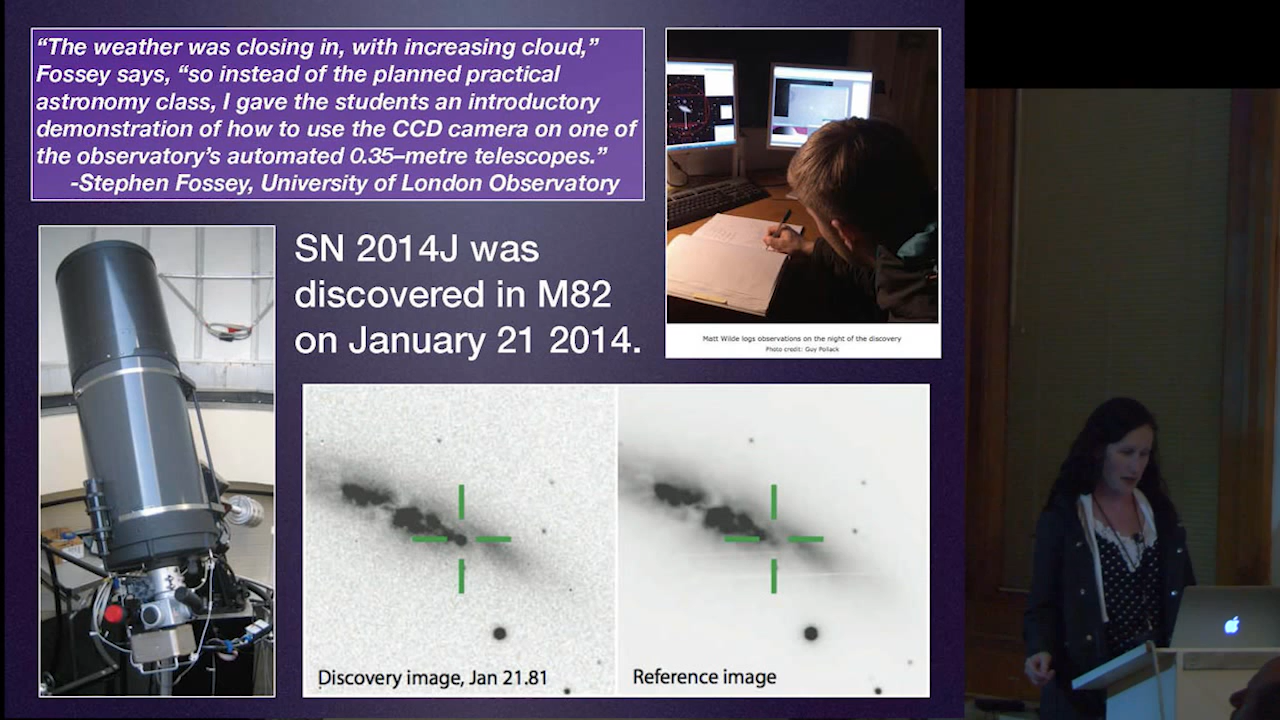 “The weather was closing in, with increasing cloud,”
Fossey says, “so instead of the planned practical
astronomy class, I gave the students an introductory
demonstration of how to use the CCD camera on one of
the observatory’s automated 0.35–metre telescopes.”
-Stephen Fossey, University of London Observatory
SN 2014J was
discovered in M82
on January 21 2014.
Matt Wilde logs observations on the night of the discovery
Photo credit: Guy Pollack
Discovery image, Jan 21.81
Reference image